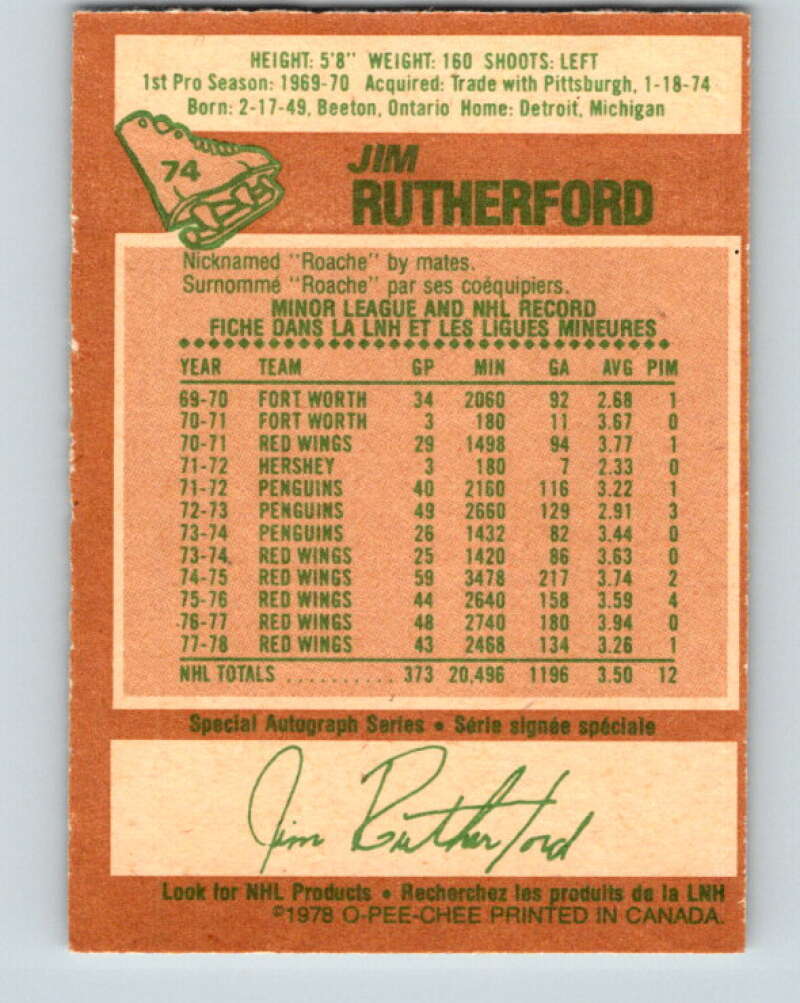 HEIGHT: 5'8" WEIGHT: 160 SHOOTS: LEFT
1st Pro Season: 1969-70 Acquired: Trade with Pittsburgh, 1-18-74
Born: 2-17-49, Beeton, Ontario Home: Detroit, Michigan
74
JIM
RUTHERFORD
Nicknamed "Roache" by mates.
Surnommé "Roache" par ses coéquipiers.
MINOR LEAGUE AND NHL RECORD
FICHE DANS LA LNH ET LES LIGUES MINEURES
YEAR TEAM GP MIN GA AVG PIM
69-70 FORT WORTH 34 2060 92 2.68 1
70-71 FORT WORTH 3 180 11 3.67 0
70-71 RED WINGS 29 1498 94 3.77 1
71-72 HERSHEY 3 180 7 2.33 0
71-72 PENGUINS 40 2160 116 3.22 1
72-73 PENGUINS 49 2660 129 2.91 3
73-74 PENGUINS 26 1432 82 3.44 0
73-74 RED WINGS 25 1420 86 3.63 0
74-75 RED WINGS 59 3478 217 3.74 2
75-76 RED WINGS 44 2640 158 3.59 4
76-77 RED WINGS 48 2740 180 3.94 0
77-78 RED WINGS 43 2468 134 3.26 1
NHL TOTALS .......... 373 20,496 1196 3.50 12
Special Autograph Series • Série signée spéciale
Jim Rutherford
Look for NHL Products • Recherchez les produits de la LNH
©1978 O-PEE-CHEE PRINTED IN CANADA.